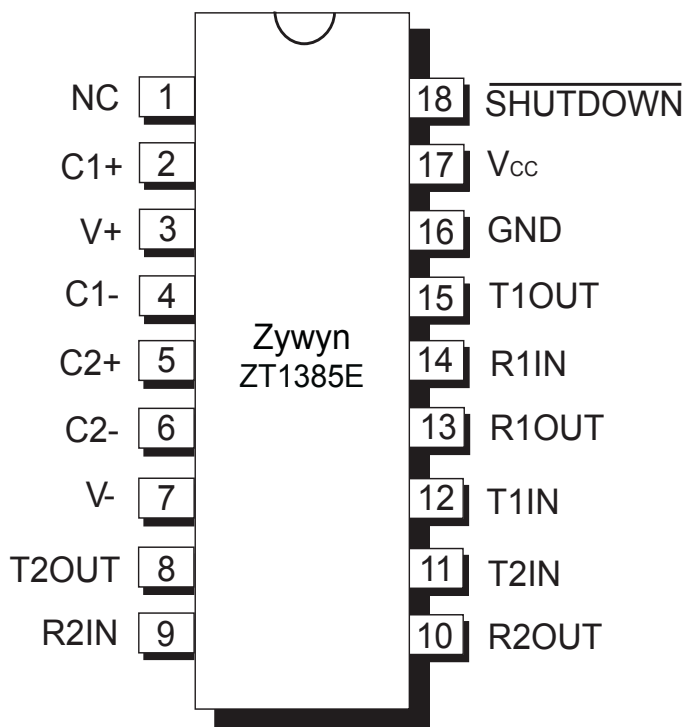 NC 1 18 SHUTDOWN
C1+ 2 17 Vcc
V+ 3 16 GND
C1- 4 15 T1OUT
Zywyn
ZT1385E
C2+ 5 14 R1IN
C2- 6 13 R1OUT
V- 7 12 T1IN
T2OUT 8 11 T2IN
R2IN 9 10 R2OUT